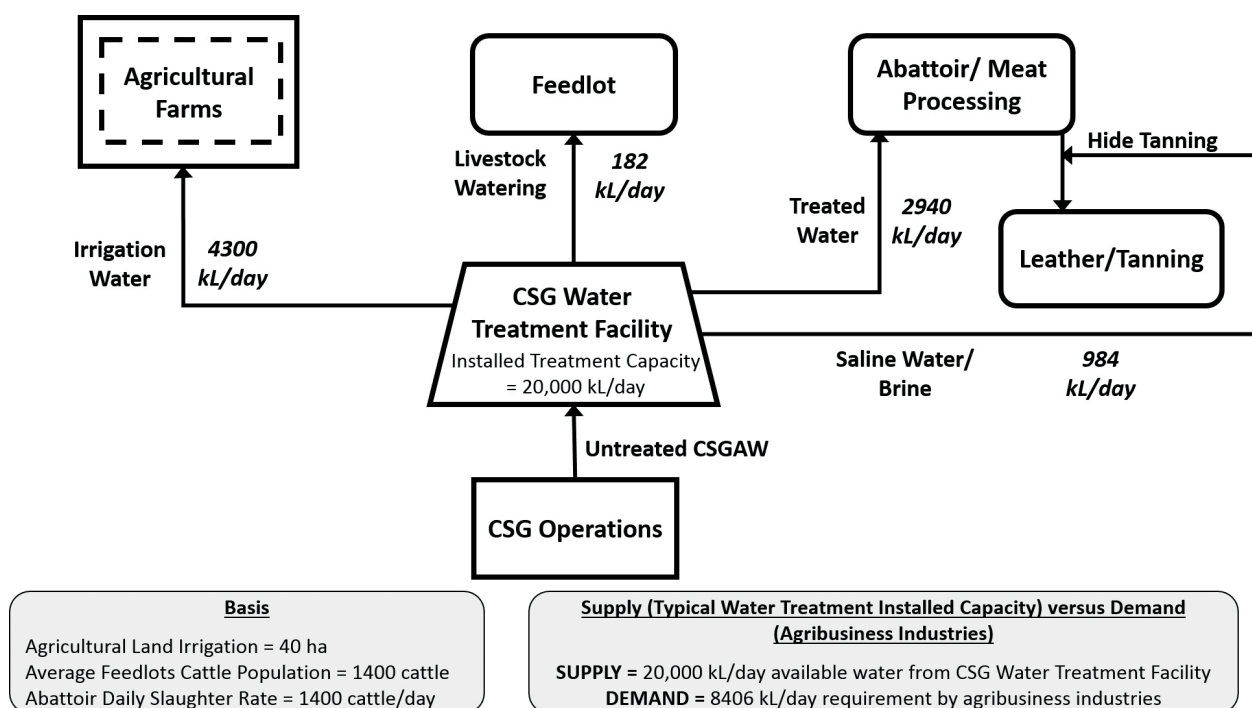 Agricultural
Farms
Feedlot
Abattoir/ Meat
Processing
Hide Tanning
Livestock
Watering
182
kL/day
Treated
Water
2940
kL/day
Leather/Tanning
Irrigation
Water
4300
kL/day
CSG Water
Treatment Facility
Installed Treatment Capacity
= 20,000 kL/day
Saline Water/
Brine
984
kL/day
Untreated CSGAW
CSG Operations
Basis
Agricultural Land Irrigation = 40 ha
Average Feedlots Cattle Population = 1400 cattle
Abattoir Daily Slaughter Rate = 1400 cattle/day
Supply (Typical Water Treatment Installed Capacity) versus Demand
(Agribusiness Industries)
SUPPLY = 20,000 kL/day available water from CSG Water Treatment Facility
DEMAND = 8406 kL/day requirement by agribusiness industries